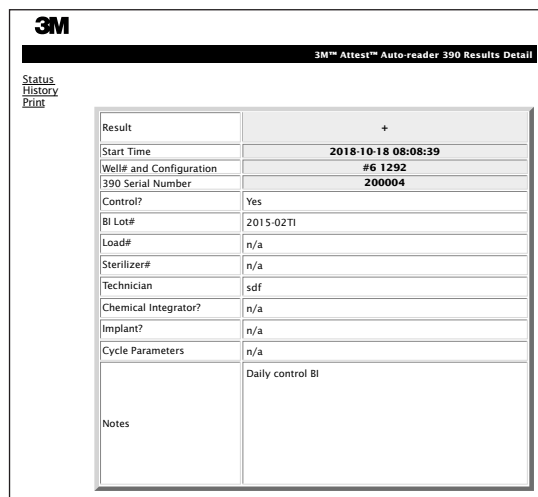 3M
3M™ Attest™ Auto-reader 390 Results Detail
Status
History
Print
Result +
Start Time 2018-10-18 08:08:39
Well# and Configuration #6 1292
390 Serial Number 200004
Control? Yes
BI Lot# 2015-02TI
Load# n/a
Sterilizer# n/a
Technician sdf
Chemical Integrator? n/a
Implant? n/a
Cycle Parameters n/a
Notes Daily control BI